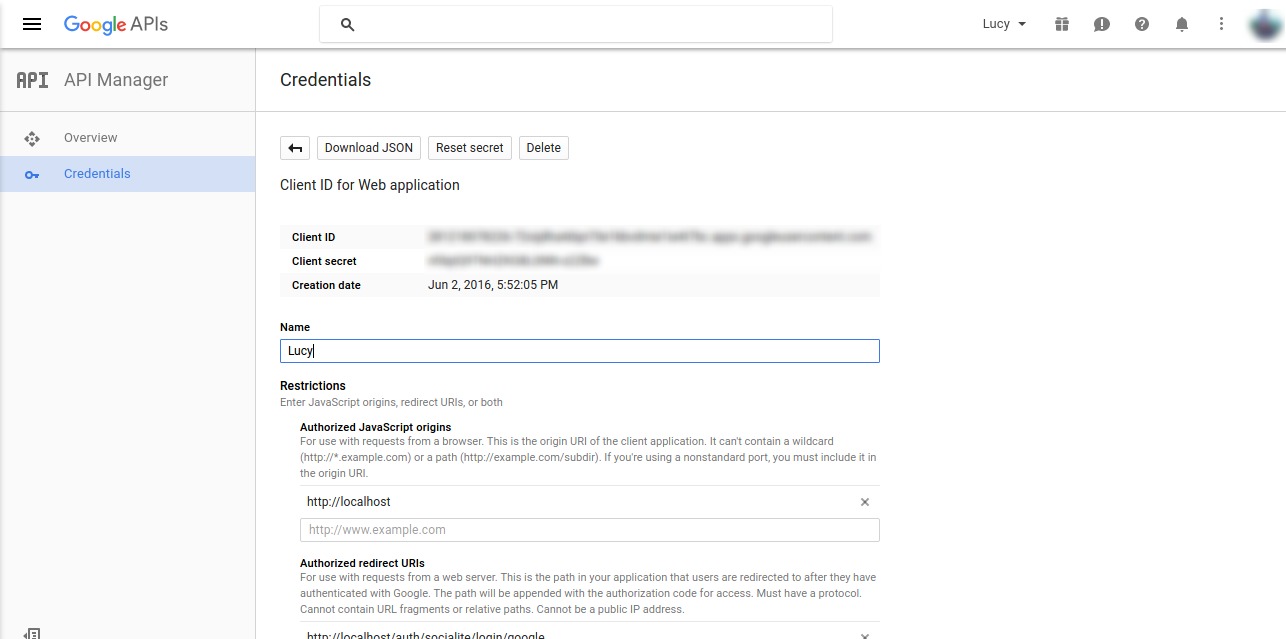 Google APIs
Lucy
API API Manager
Credentials
Overview
Credentials
Download JSON Reset secret Delete
Client ID for Web application
Client ID
Client secret
Creation date Jun 2, 2016, 5:52:05 PM
Name
Lucy
Restrictions
Enter JavaScript origins, redirect URIs, or both
Authorized JavaScript origins
For use with requests from a browser. This is the origin URI of the client application. It can't contain a wildcard
(http://*.example.com) or a path (http://example.com/subdir). If you're using a nonstandard port, you must include it in
the origin URI.
http://localhost
http://www.example.com
Authorized redirect URIs
For use with requests from a web server. This is the path in your application that users are redirected to after they have
authenticated with Google. The path will be appended with the authorization code for access. Must have a protocol.
Cannot contain URL fragments or relative paths. Cannot be a public IP address.
http://localhost/auth/socialite/login/google